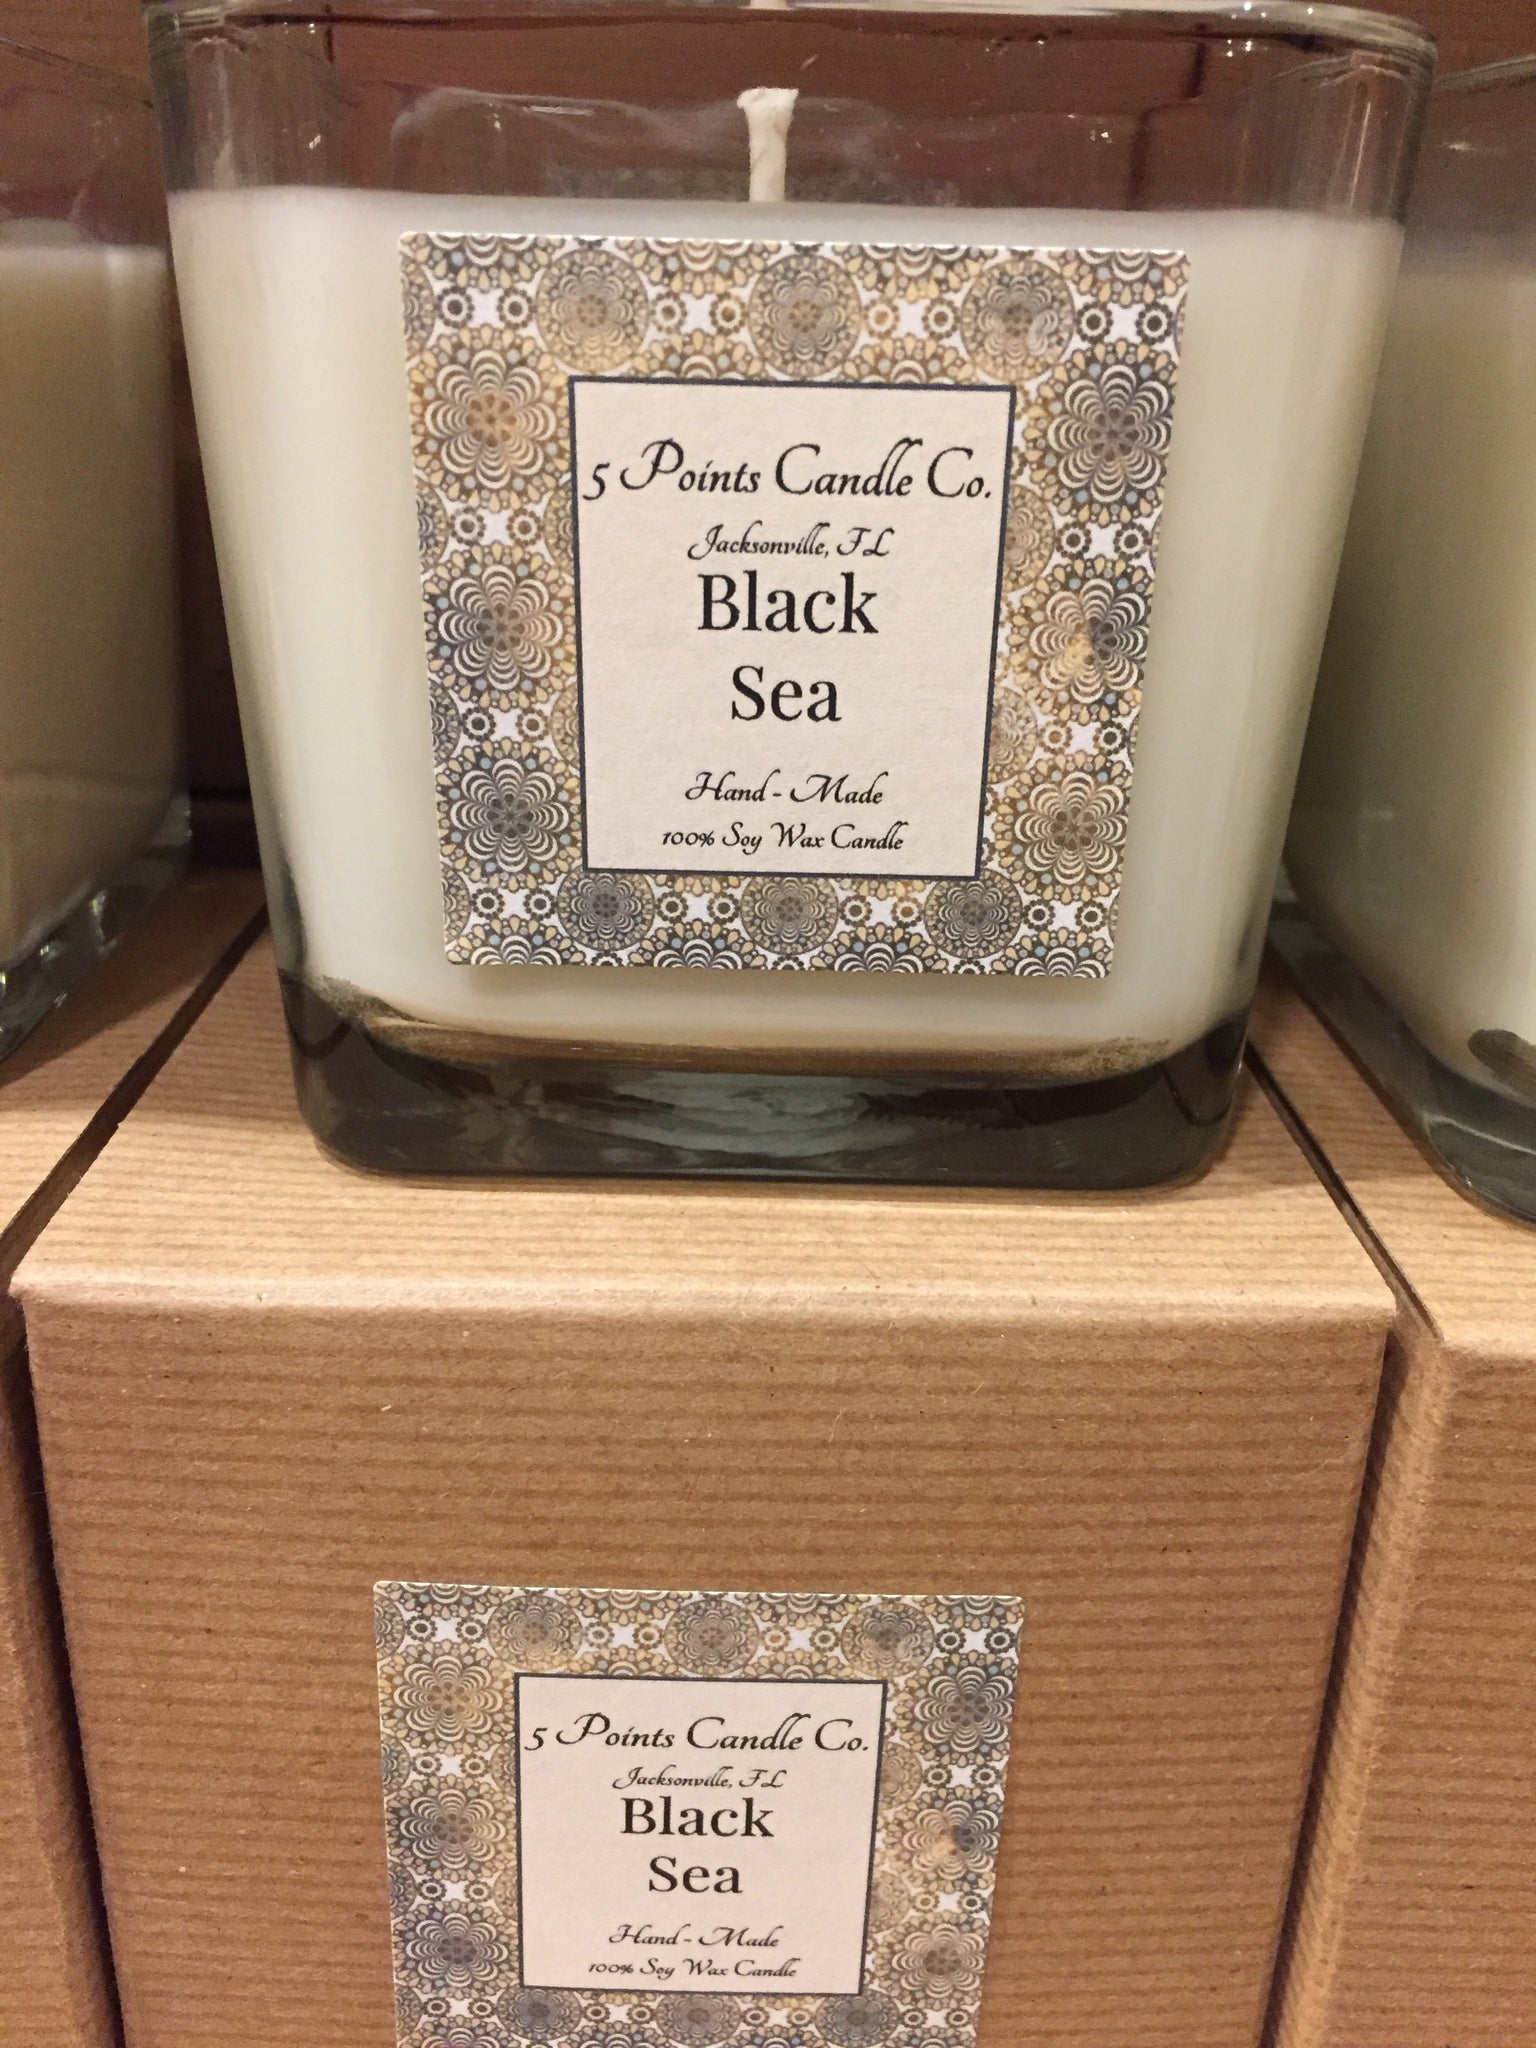 5 Points Candle Co.
Jacksonville, FL
Black
Sea
Hand - Made
100% Soy Wax Candle
5 Points Candle Co.
Jacksonville, FL
Black
Sea
Hand - Made
100% Soy Wax Candle